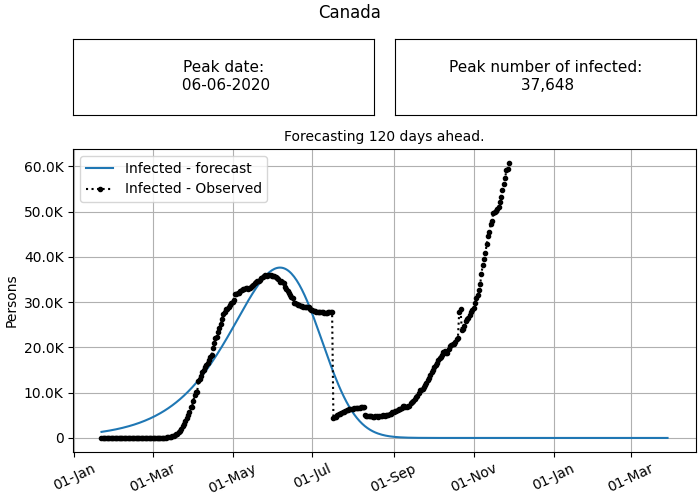 Canada
Peak date:
06-06-2020
Peak number of infected:
37,648
Forecasting 120 days ahead.
Infected - forecast
Infected - Observed
Persons
60.0K
50.0K
40.0K
30.0K
20.0K
10.0K
0
01-Jan
01-Mar
01-May
01-Jul
01-Sep
01-Nov
01-Jan
01-Mar